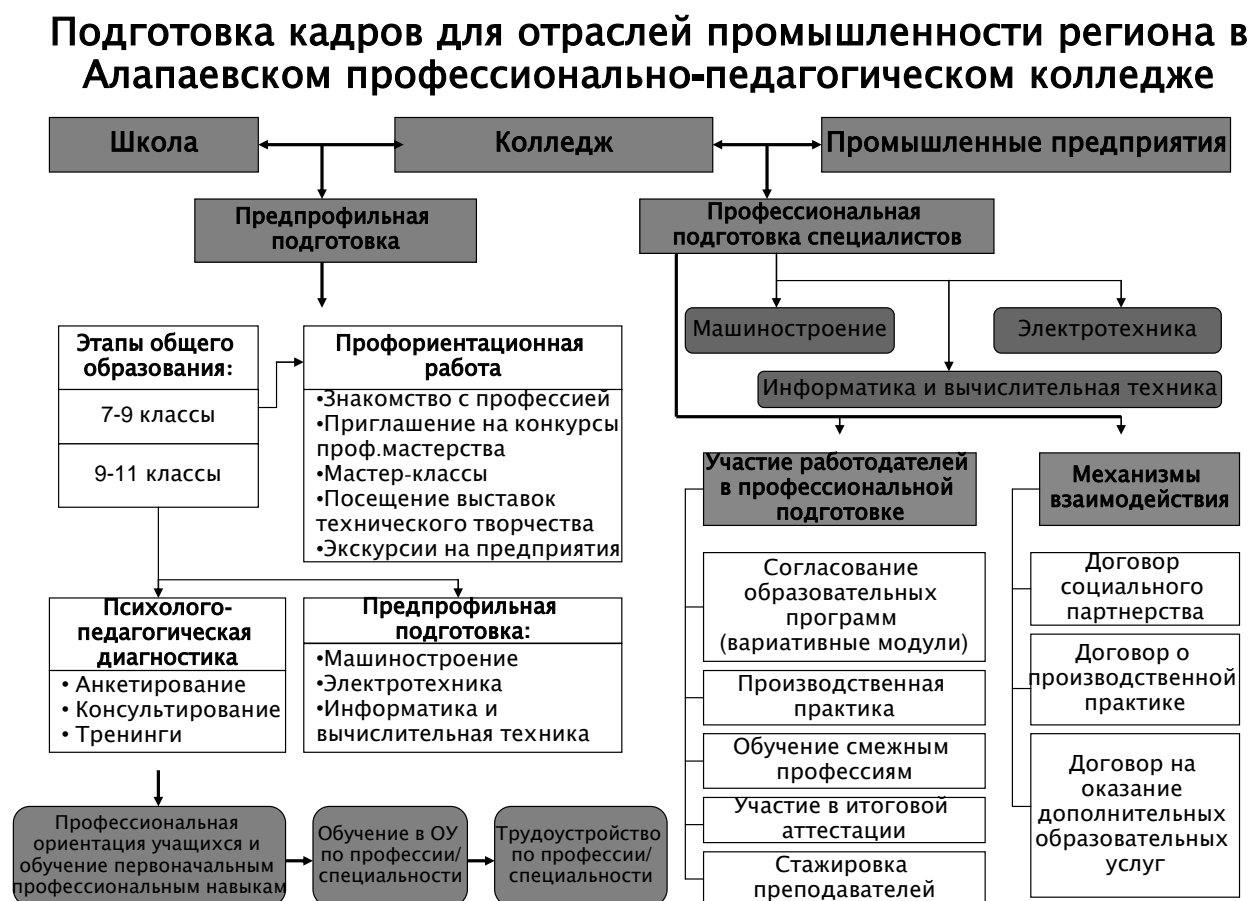 Подготовка кадров для отраслей промышленности региона в
Алапаевском профессионально-педагогическом колледже
Школа
Колледж
Промышленные предприятия
Предпрофильная
подготовка
Профессиональная
подготовка специалистов
Машиностроение
Электротехника
Информатика и вычислительная техника
Этапы общего
образования:
7-9 классы
9-11 классы
Профориентационная
работа
•Знакомство с профессией
•Приглашение на конкурсы
проф.мастерства
•Мастер-классы
•Посещение выставок
технического творчества
•Экскурсии на предприятия
Психолого-
педагогическая
диагностика
• Анкетирование
• Консультирование
• Тренинги
Предпрофильная
подготовка:
•Машиностроение
•Электротехника
•Информатика и
вычислительная техника
Профессиональная
ориентация учащихся и
обучение первоначальным
профессиональным навыкам
Обучение в ОУ
по профессии/
специальности
Трудоустройство
по профессии/
специальности
Участие работодателей
в профессиональной
подготовке
Согласование
образовательных
программ
(вариативные модули)
Производственная
практика
Обучение смежным
профессиям
Участие в итоговой
аттестации
Стажировка
преподавателей
Механизмы
взаимодействия
Договор
социального
партнерства
Договор о
производственной
практике
Договор на
оказание
дополнительных
образовательных
услуг